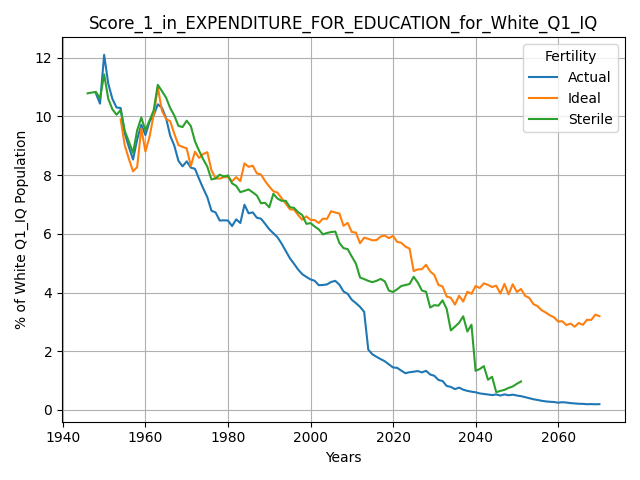 Score_1_in_EXPENDITURE_FOR_EDUCATION_for_White_Q1_IQ
Fertility
Actual
Ideal
Sterile
% of White Q1_IQ Population
12
10
8
6
4
2
0
1940
1960
1980
2000
2020
2040
2060
Years